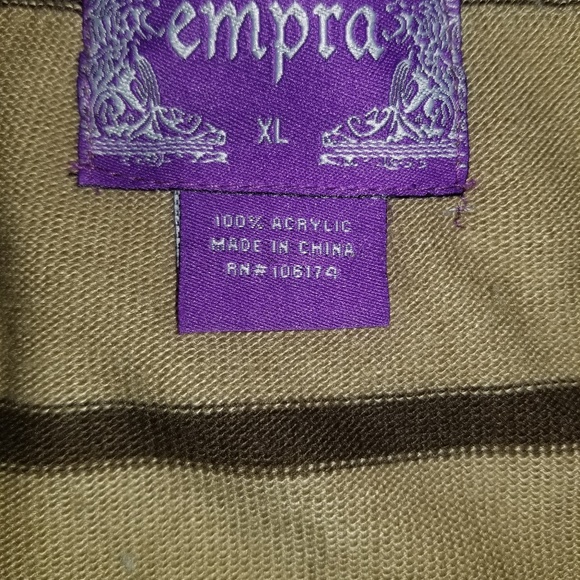 empra
XL
100% ACRYLIC
MADE IN CHINA
RN#106174